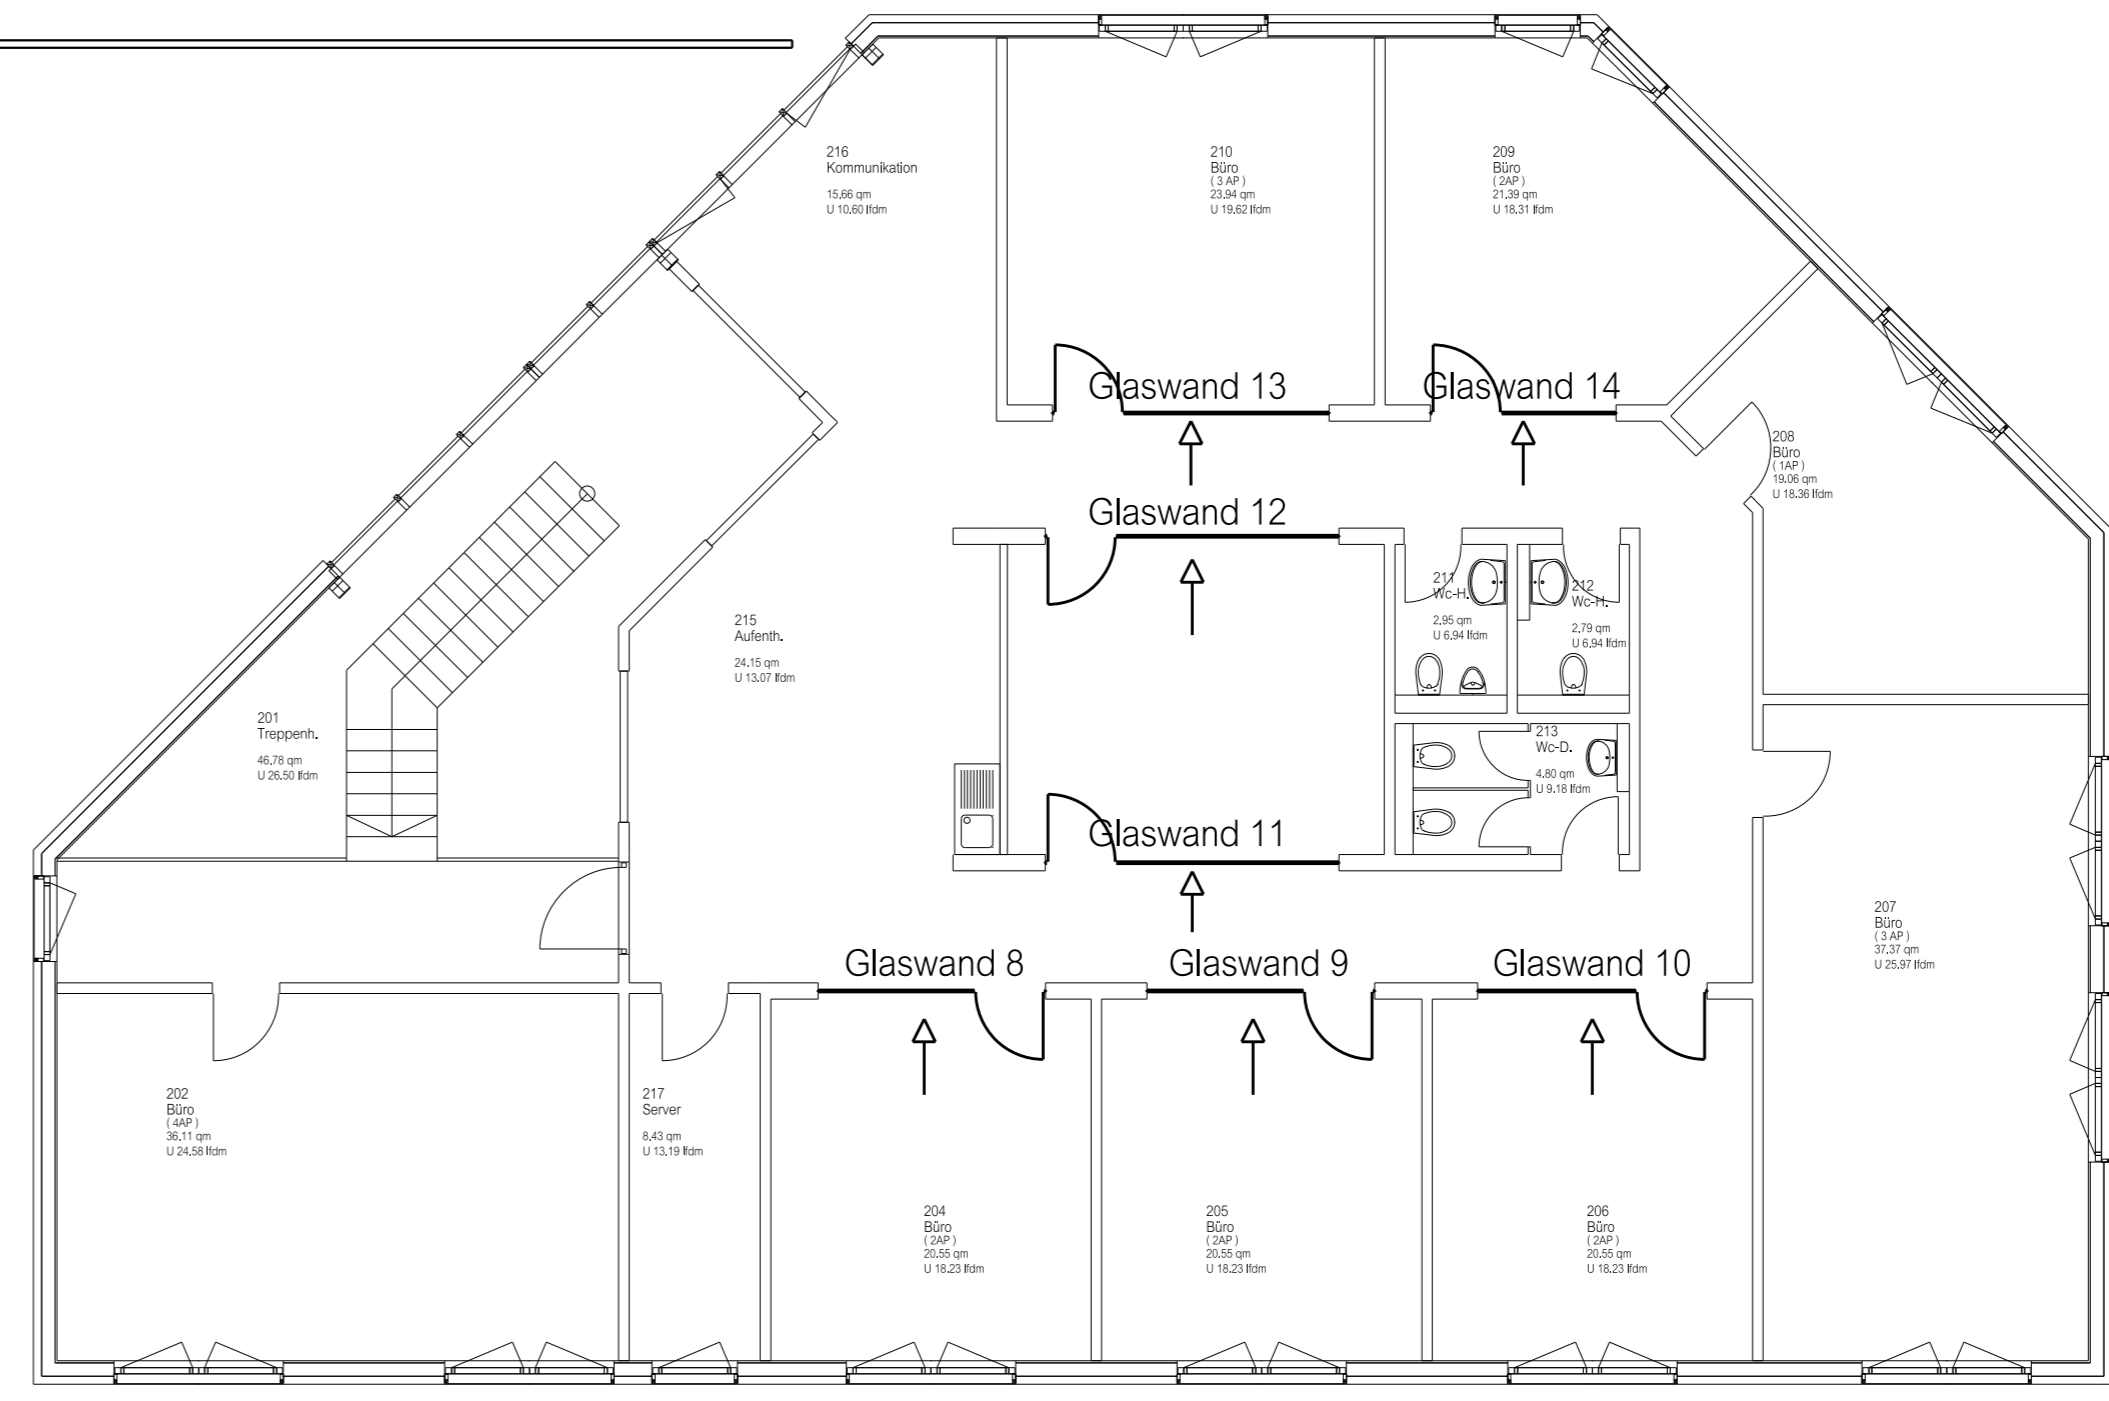 216
Kommunikation
15.66 qm
U 10.60 lfdm
210
Büro
( 3 AP )
23.94 qm
U 19.62 lfdm
209
Büro
( 2AP )
21.39 qm
U 18.31 lfdm
Glaswand 13
Glaswand 14
208
Büro
( 1AP )
19.06 qm
U 18.36 lfdm
Glaswand 12
211
Wc-H.
2.95 qm
U 6.94 lfdm
212
Wc-H.
2.79 qm
U 6.94 lfdm
215
Aufenth.
24.15 qm
U 13.07 lfdm
201
Treppenh.
46.78 qm
U 26.50 lfdm
213
Wc-D.
4.80 qm
U 9.18 lfdm
Glaswand 11
207
Büro
( 3 AP )
37.37 qm
U 25.97 lfdm
Glaswand 8
Glaswand 9
Glaswand 10
202
Büro
( 4AP )
36.11 qm
U 24.58 lfdm
217
Server
8.43 qm
U 13.19 lfdm
204
Büro
( 2AP )
20.55 qm
U 18.23 lfdm
205
Büro
( 2AP )
20.55 qm
U 18.23 lfdm
206
Büro
( 2AP )
20.55 qm
U 18.23 lfdm